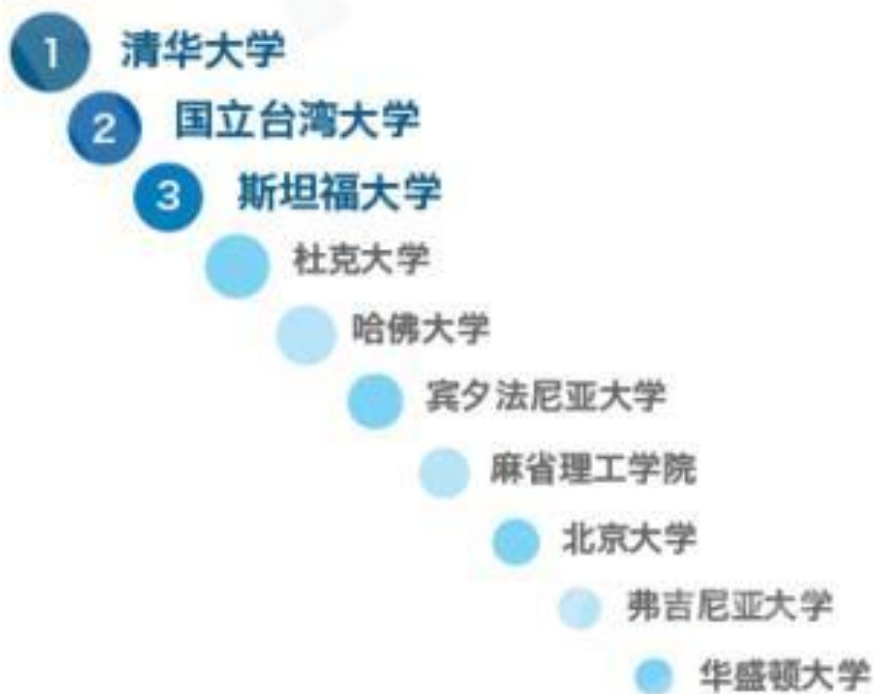 1 清华大学
2 国立台湾大学
3 斯坦福大学
杜克大学
哈佛大学
宾夕法尼亚大学
麻省理工学院
北京大学
弗吉尼亚大学
华盛顿大学